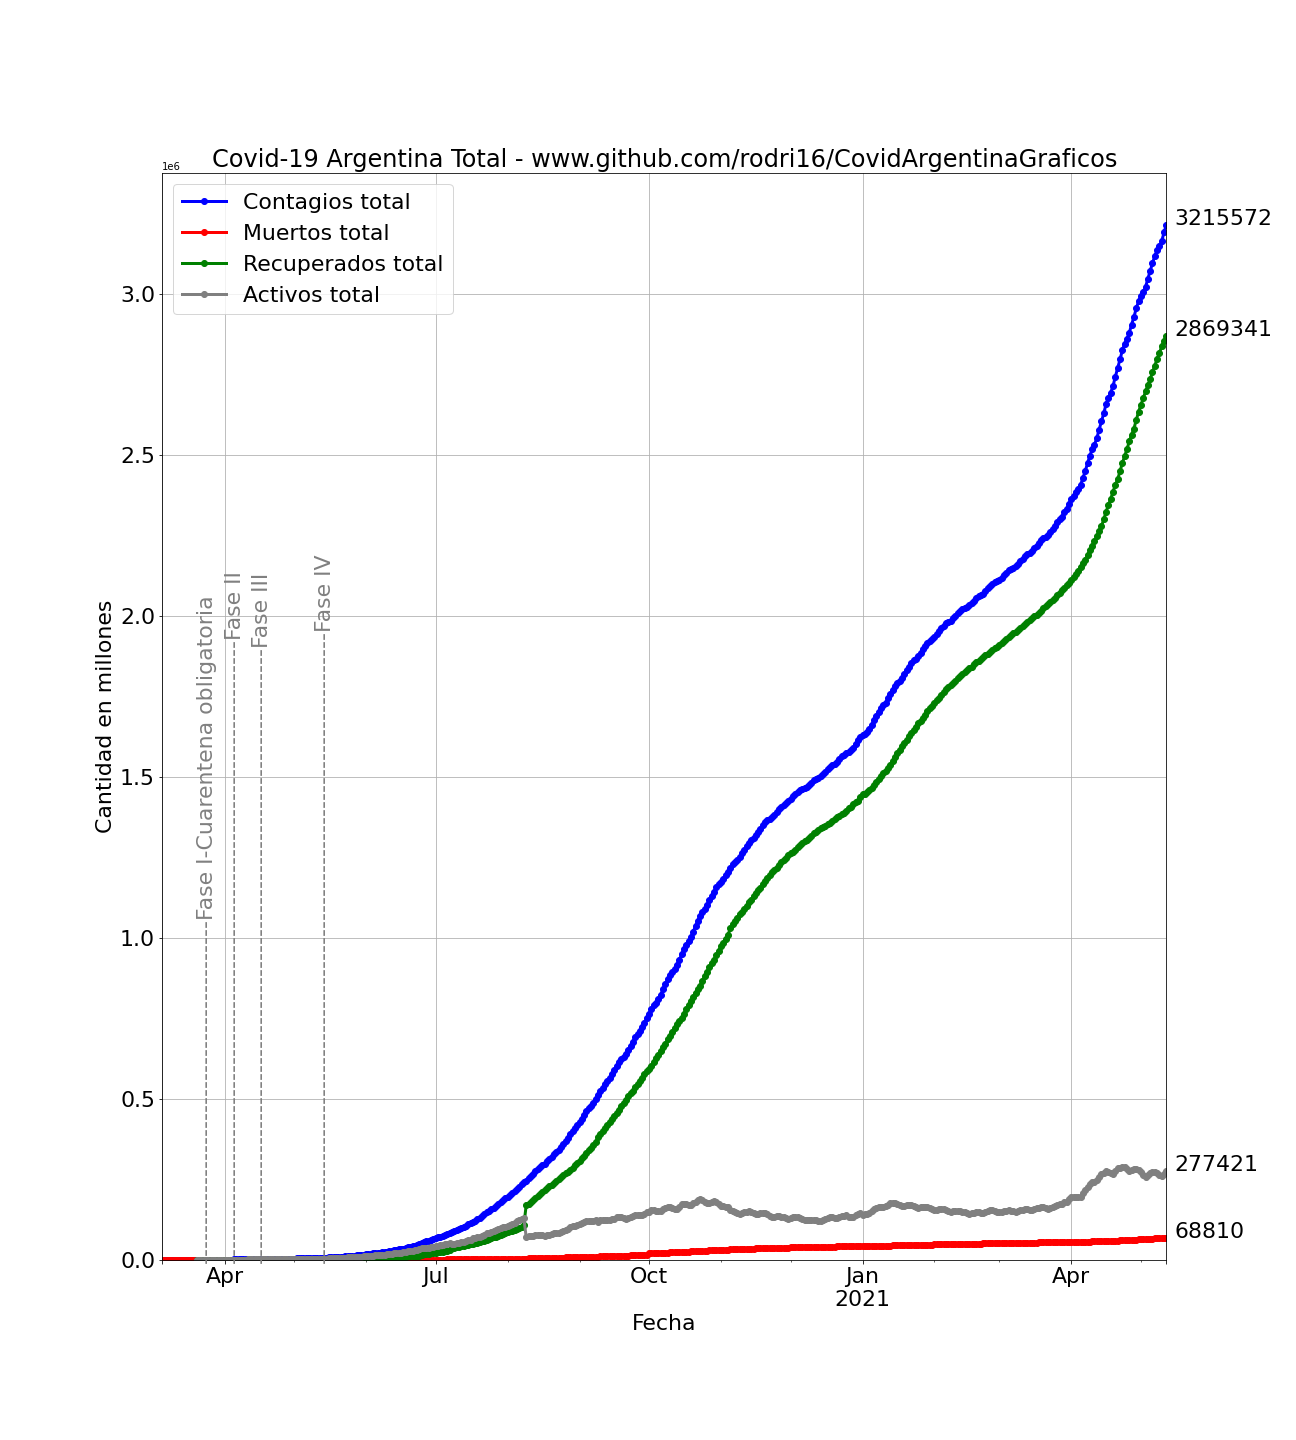 Covid-19 Argentina Total - www.github.com/rodri16/CovidArgentinaGraficos
1e6
Contagios total
Muertos total
Recuperados total
Activos total
3215572
2869341
277421
68810
3.0
2.5
2.0
1.5
1.0
0.5
0.0
Cantidad en millones
Fase I-Cuarentena obligatoria
Fase II
Fase III
Fase IV
Apr
Jul
Oct
Jan
2021
Apr
Fecha